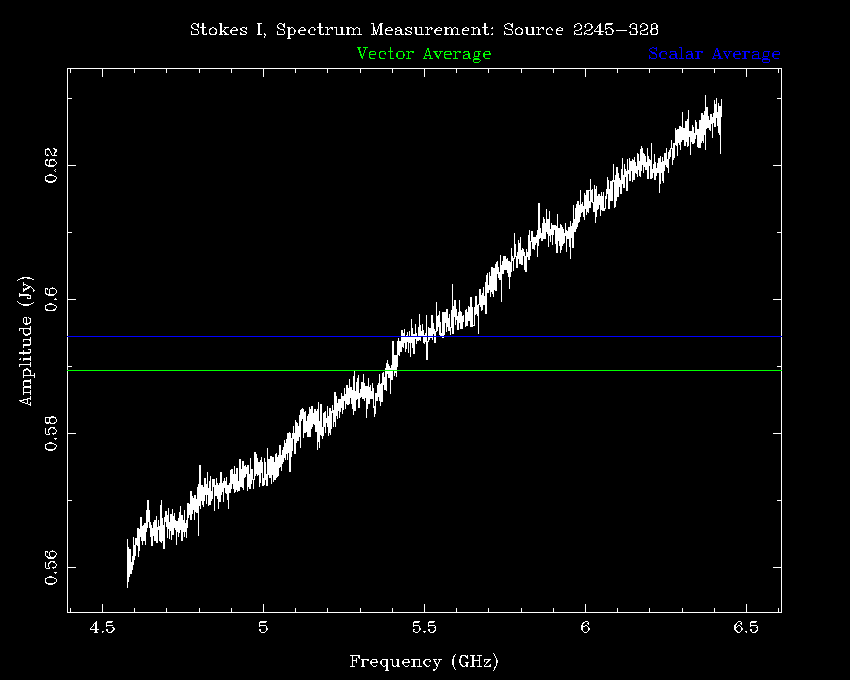 Stokes I, Spectrum Measurement: Source 2245−328
Vector Average Scalar Average
0.62
0.6
0.58
0.56
Amplitude (Jy)
4.5 5 5.5 6 6.5
Frequency (GHz)